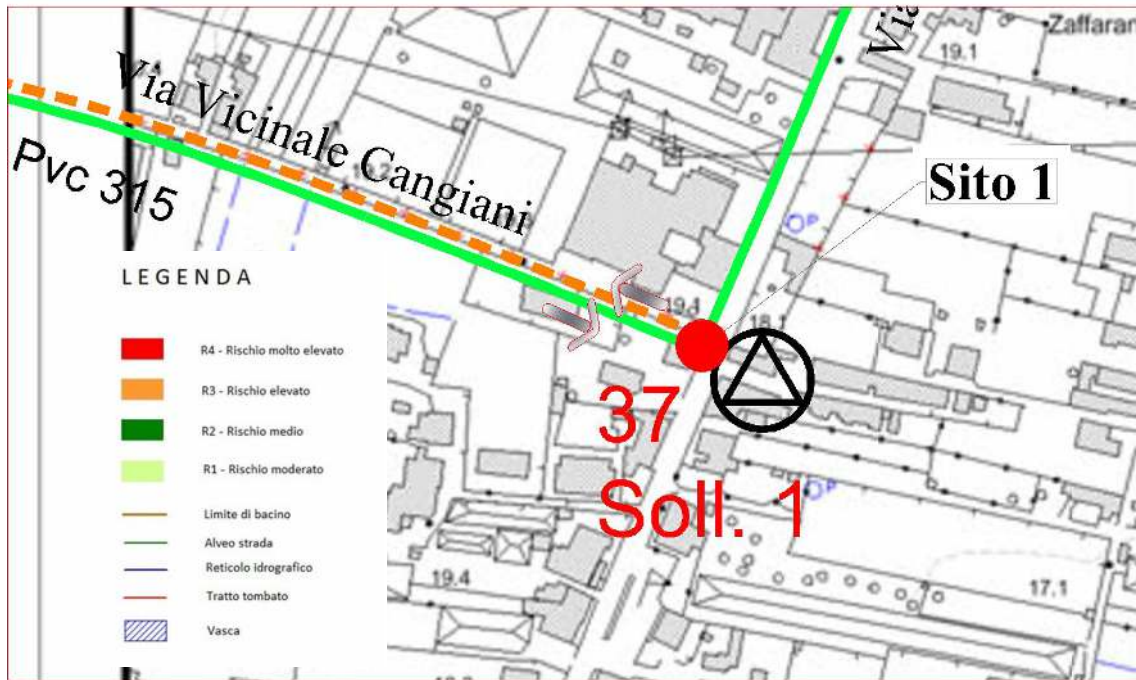 Via
Zaffaran
19.1
Via Vicinale Cangiani
Pvc 315
Sito 1
P
19.1
18.1
LEGENDA
R4 - Rischio molto elevato
R3 - Rischio elevato
R2 - Rischio medio
R1 - Rischio moderato
Limite di bacino
Alveo strada
Reticolo idrografico
Tratto tombato
Vasca
37
Soll. 1
P
19.4
17.1